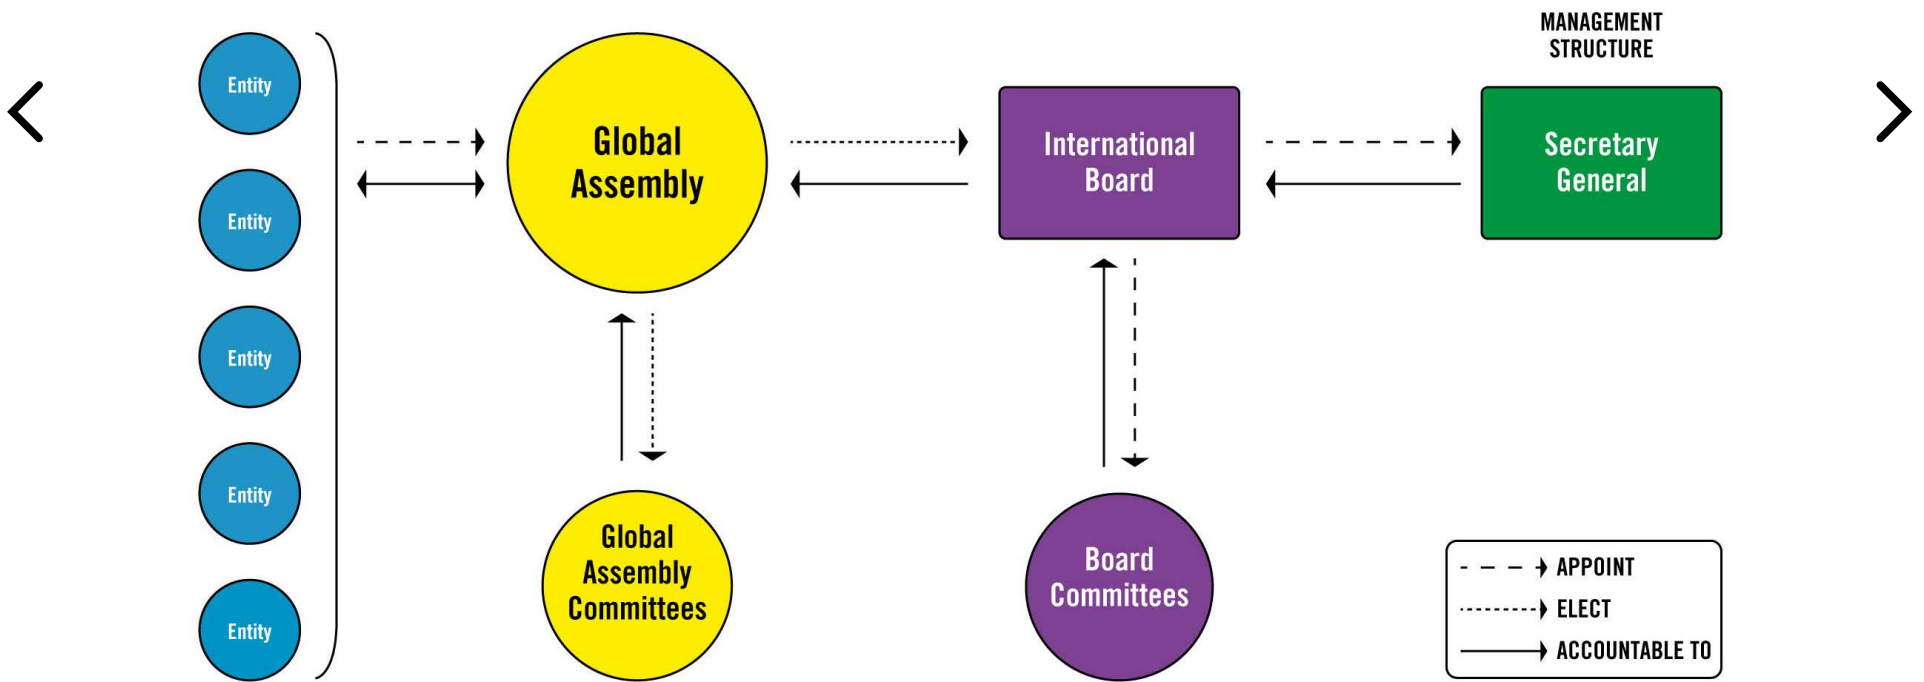 MANAGEMENT
STRUCTURE
Entity
Entity
Entity
Entity
Entity
Global
Assembly
International
Board
Secretary
General
Global
Assembly
Committees
Board
Committees
APPOINT
ELECT
ACCOUNTABLE TO